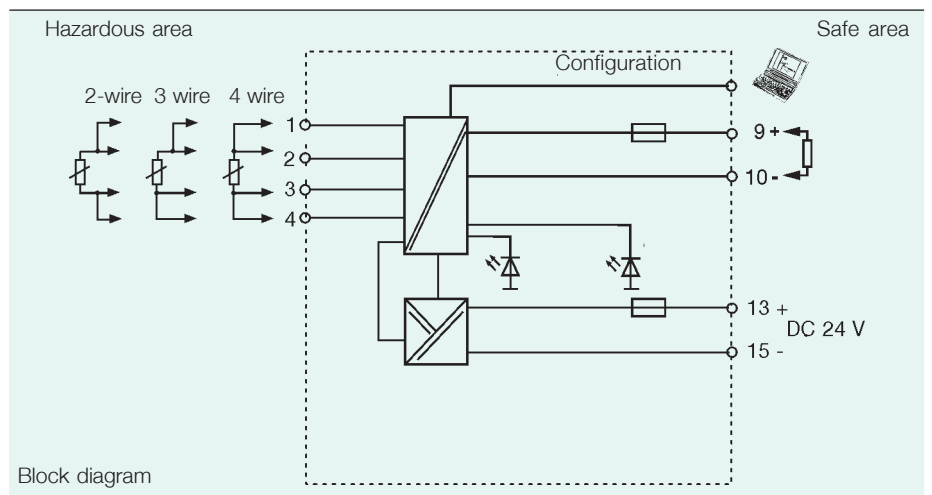 Hazardous area
Safe area
Configuration
2-wire 3 wire 4 wire
1
2
3
4
9 +
10 -
13 +
DC 24 V
15 -
Block diagram